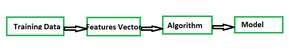 Training Data
Features Vector
Algorithm
Model